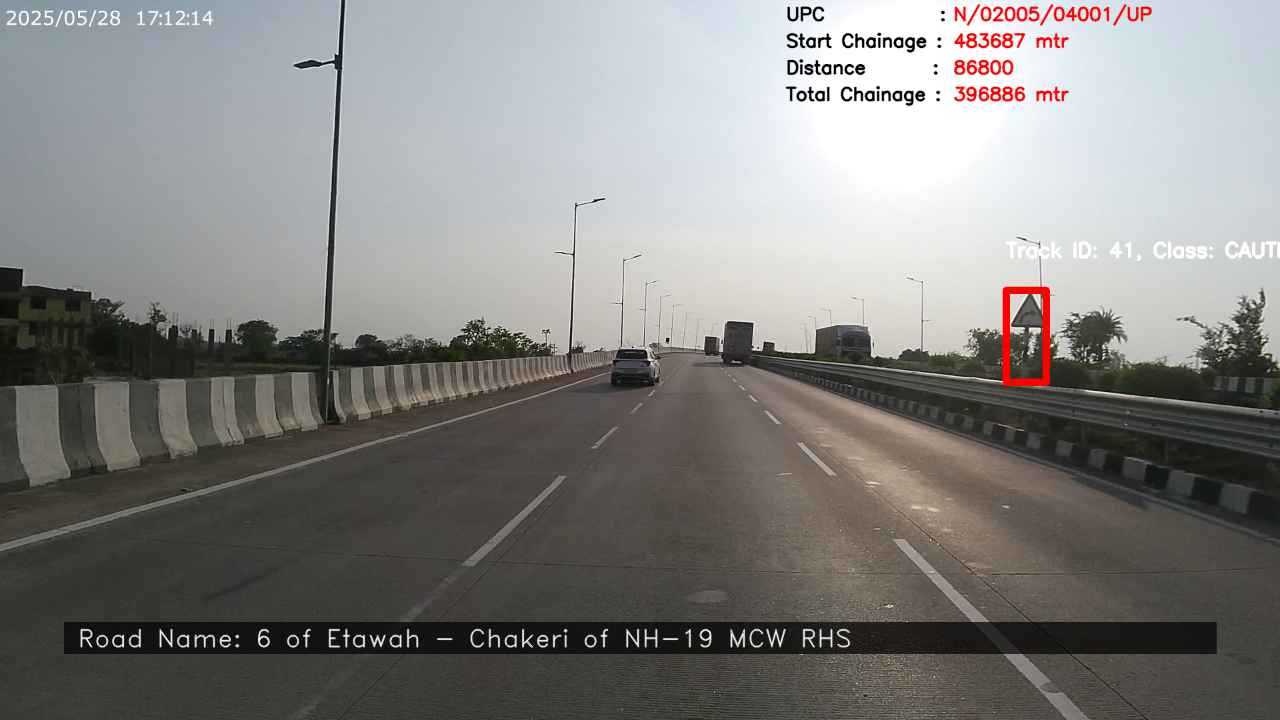 2025/05/28 17:12:14
UPC : N/02005/04001/UP
Start Chainage : 483687 mtr
Distance : 86800
Total Chainage : 396886 mtr
Track ID: 41, Class: CAUTI
Road Name: 6 of Etawah - Chakeri of NH-19 MCW RHS